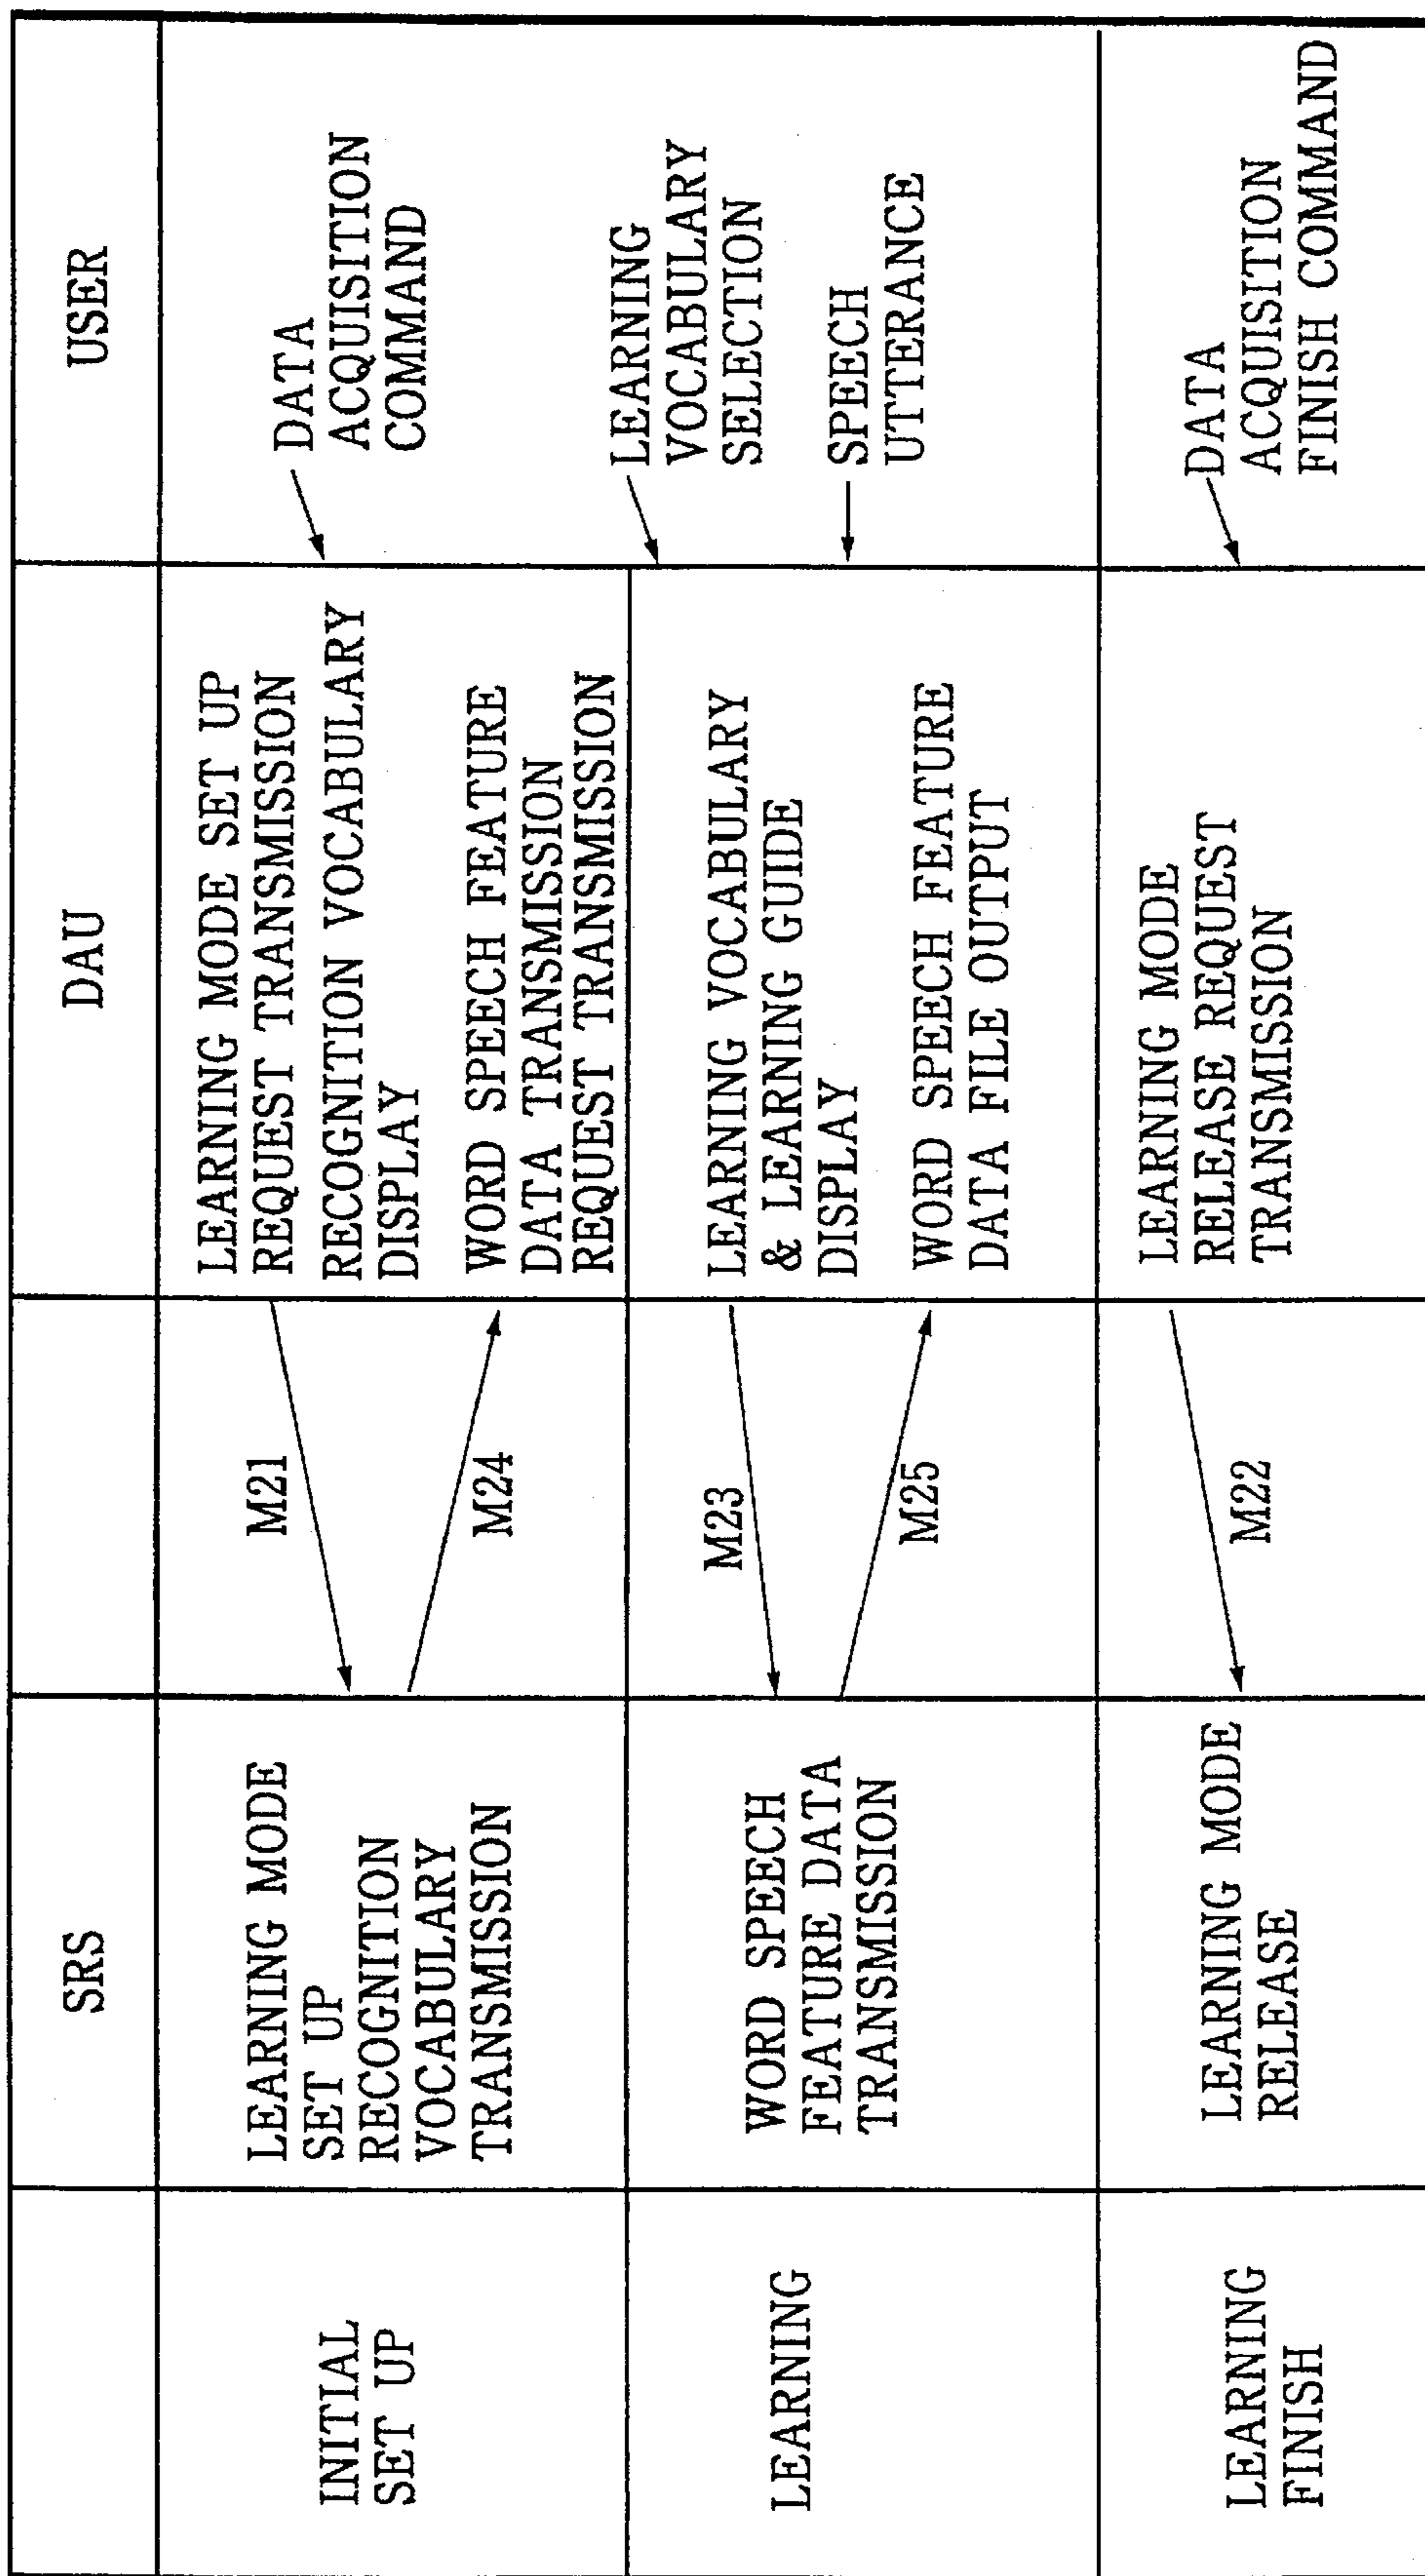 SRS
DAU
USER
INITIAL
SET UP
LEARNING MODE
SET UP
RECOGNITION
VOCABULARY
TRANSMISSION
M21
M24
LEARNING MODE SET UP
REQUEST TRANSMISSION
RECOGNITION VOCABULARY
DISPLAY
WORD SPEECH FEATURE
DATA TRANSMISSION
REQUEST TRANSMISSION
DATA
ACQUISITION
COMMAND
LEARNING
WORD SPEECH
FEATURE DATA
TRANSMISSION
M23
M25
LEARNING VOCABULARY
& LEARNING GUIDE
DISPLAY
WORD SPEECH FEATURE
DATA FILE OUTPUT
LEARNING
VOCABULARY
SELECTION
SPEECH
UTTERANCE
LEARNING
FINISH
LEARNING MODE
RELEASE
M22
LEARNING MODE
RELEASE REQUEST
TRANSMISSION
DATA
ACQUISITION
FINISH COMMAND